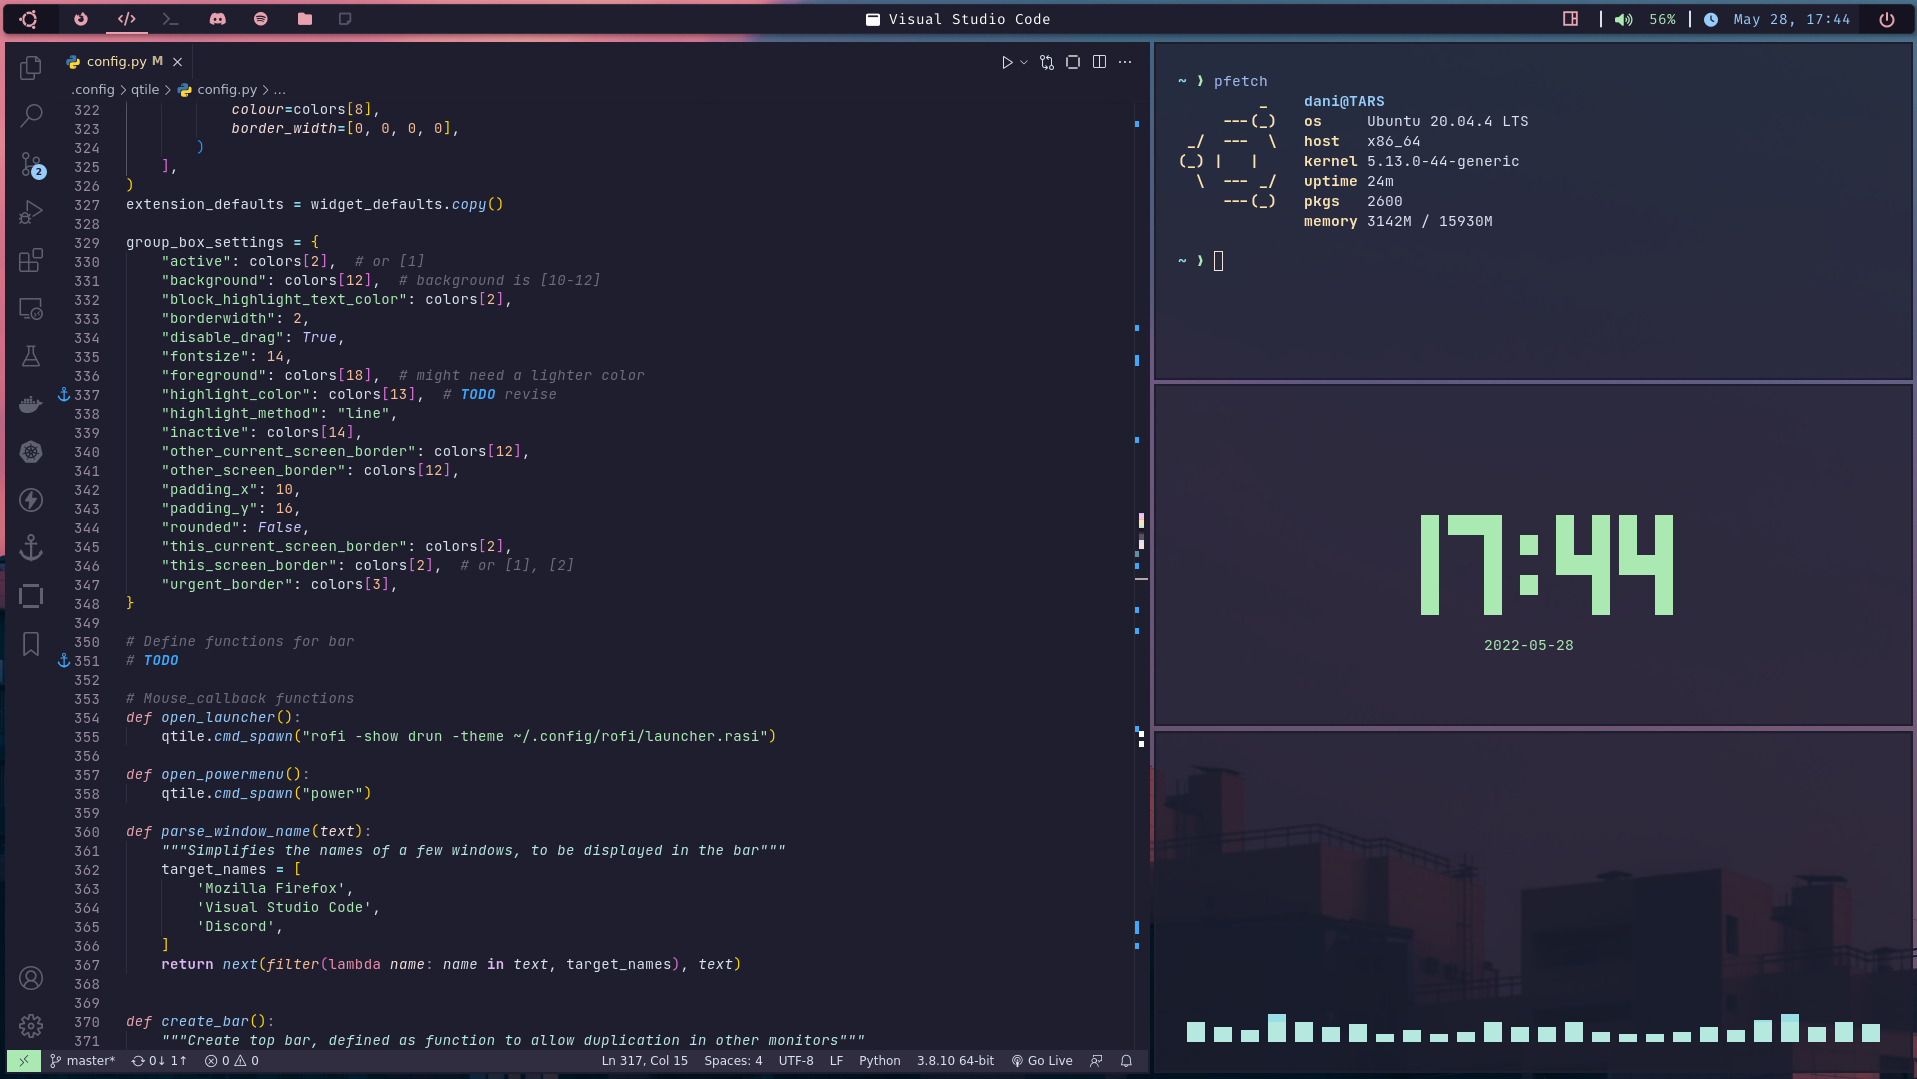 Visual Studio Code
56%
May 28, 17:44
config.py M
.config > qtile > config.py > ...
322 colour=colors[8],
323 border_width=[0, 0, 0, 0],
324 )
325 ],
326 )
327 extension_defaults = widget_defaults.copy()
328
329 group_box_settings = {
330 "active": colors[2],  # or [1]
331 "background": colors[12],  # background is [10-12]
332 "block_highlight_text_color": colors[2],
333 "borderwidth": 2,
334 "disable_drag": True,
335 "fontsize": 14,
336 "foreground": colors[18],  # might need a lighter color
337 "highlight_color": colors[13],  # TODO revise
338 "highlight_method": "line",
339 "inactive": colors[14],
340 "other_current_screen_border": colors[12],
341 "other_screen_border": colors[12],
342 "padding_x": 10,
343 "padding_y": 16,
344 "rounded": False,
345 "this_current_screen_border": colors[2],
346 "this_screen_border": colors[2],  # or [1], [2]
347 "urgent_border": colors[3],
348 }
349
350 # Define functions for bar
351 # TODO
352
353 # Mouse_callback functions
354 def open_launcher():
355 qtile.cmd_spawn("rofi -show drun -theme ~/.config/rofi/launcher.rasi")
356
357 def open_powermenu():
358 qtile.cmd_spawn("power")
359
360 def parse_window_name(text):
361 """Simplifies the names of a few windows, to be displayed in the bar"""
362 target_names = [
363 'Mozilla Firefox',
364 'Visual Studio Code',
365 'Discord',
366 ]
367 return next(filter(lambda name: name in text, target_names), text)
368
369
370 def create_bar():
371 """Create top bar, defined as function to allow duplication in other monitors"""
2
master* 0↓ 1↑ 0 0 Ln 317, Col 15 Spaces: 4 UTF-8 LF Python 3.8.10 64-bit Go Live
~ ❯ pfetch
dani@TARS
os Ubuntu 20.04.4 LTS
host x86_64
kernel 5.13.0-44-generic
uptime 24m
pkgs 2600
memory 3142M / 15930M
~ ❯
17:44
2022-05-28